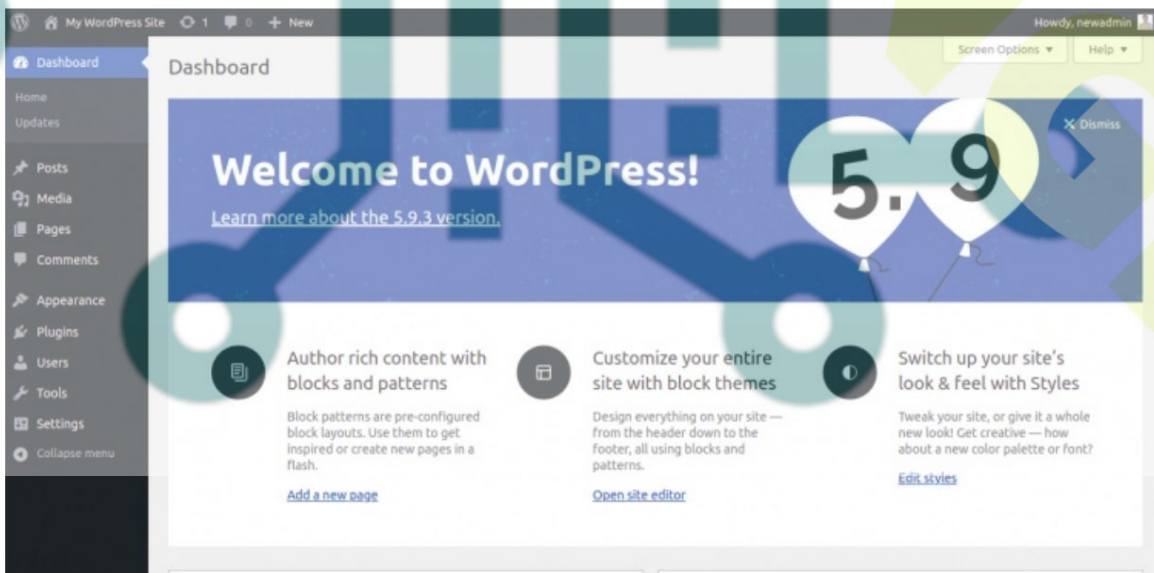 My WordPress Site 1 0 + New Howdy, newadmin
Screen Options Help
Dashboard
Home
Updates
Posts
Media
Pages
Comments
Appearance
Plugins
Users
Tools
Settings
Collapse menu
Dashboard
Dismiss
Welcome to WordPress!
Learn more about the 5.9.3 version.
5.9
Author rich content with
blocks and patterns
Block patterns are pre-configured
block layouts. Use them to get
inspired or create new pages in a
flash.
Add a new page
Customize your entire
site with block themes
Design everything on your site —
from the header down to the
footer, all using blocks and
patterns.
Open site editor
Switch up your site's
look & feel with Styles
Tweak your site, or give it a whole
new look! Get creative — how
about a new color palette or font?
Edit styles